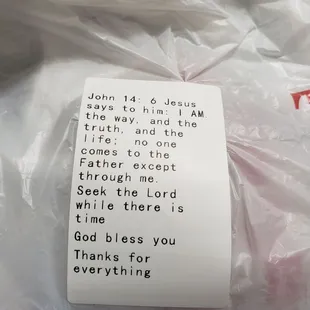 John 14: 6 Jesus
says to him: I AM
the way, and the
truth, and the
life; no one
comes to the
Father except
through me.
Seek the Lord
while there is
time
God bless you
Thanks for
everything